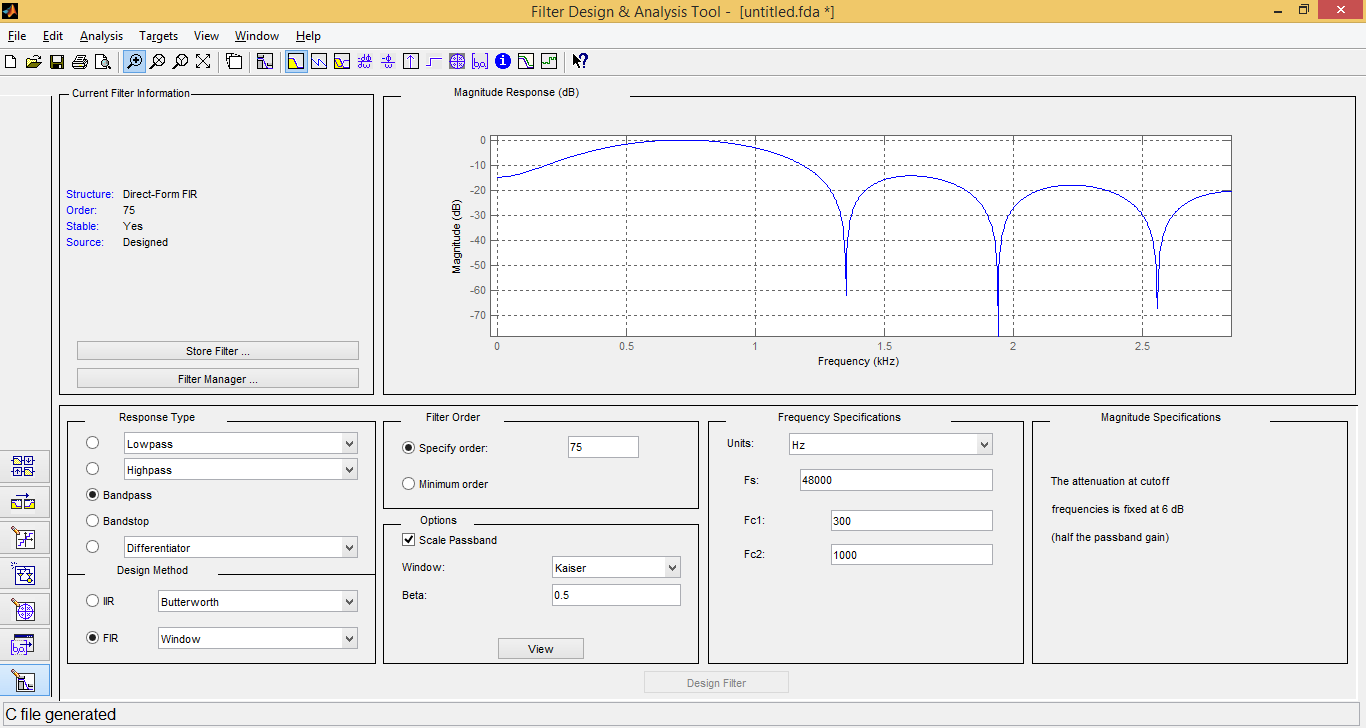 Filter Design & Analysis Tool - [untitled.fda *]
File Edit Analysis Targets View Window Help
Current Filter Information
Structure: Direct-Form FIR
Order: 75
Stable: Yes
Source: Designed
Store Filter ...
Filter Manager ...
Magnitude Response (dB)
0
-10
-20
-30
-40
-50
-60
-70
Magnitude (dB)
0 0.5 1 1.5 2 2.5
Frequency (kHz)
Response Type
Lowpass
Highpass
Bandpass
Bandstop
Differentiator
Design Method
IIR Butterworth
FIR Window
Filter Order
Specify order: 75
Minimum order
Options
Scale Passband
Window: Kaiser
Beta: 0.5
View
Frequency Specifications
Units: Hz
Fs: 48000
Fc1: 300
Fc2: 1000
Magnitude Specifications
The attenuation at cutoff
frequencies is fixed at 6 dB
(half the passband gain)
Design Filter
C file generated